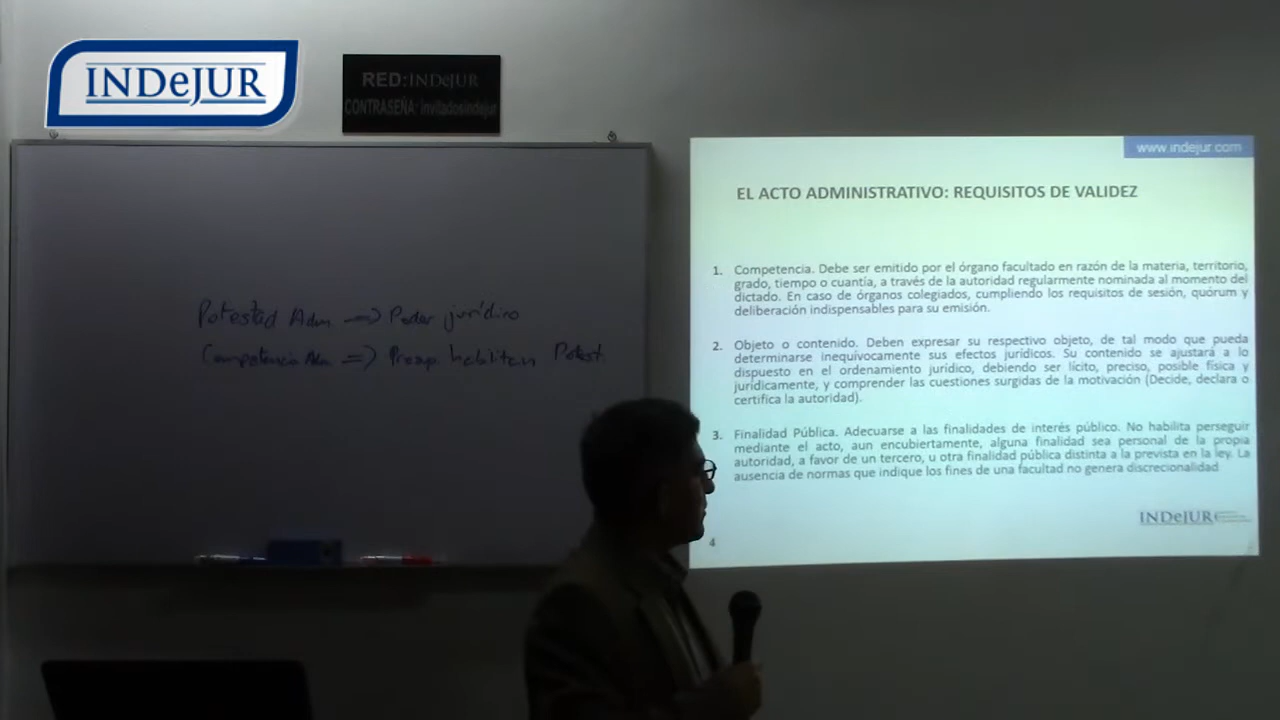 INDeJUR
RED:INDeJUR
CONTRASEÑA: invitadosindejur
Potestad Adm => Poder jurídico
Competencia Adm => Presup. habilitan Potest.
www.indejur.com
EL ACTO ADMINISTRATIVO: REQUISITOS DE VALIDEZ
1. Competencia. Debe ser emitido por el órgano facultado en razón de la materia, territorio,
grado, tiempo o cuantía, a través de la autoridad regularmente nominada al momento del
dictado. En caso de órganos colegiados, cumpliendo los requisitos de sesión, quórum y
deliberación indispensables para su emisión.
2. Objeto o contenido. Deben expresar su respectivo objeto, de tal modo que pueda
determinarse inequívocamente sus efectos jurídicos. Su contenido se ajustará a lo
dispuesto en el ordenamiento jurídico, debiendo ser lícito, preciso, posible física y
jurídicamente, y comprender las cuestiones surgidas de la motivación (Decide, declara o
certifica la autoridad).
3. Finalidad Pública. Adecuarse a las finalidades de interés público. No habilita perseguir
mediante el acto, aun encubiertamente, alguna finalidad sea personal de la propia
autoridad, a favor de un tercero, u otra finalidad pública distinta a la prevista en la ley. La
ausencia de normas que indique los fines de una facultad no genera discrecionalidad
INDeJUR
4